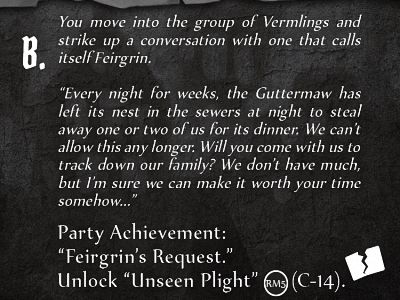 B.
You move into the group of Vermlings and
strike up a conversation with one that calls
itself Feirgrin.
“Every night for weeks, the Guttermaw has
left its nest in the sewers at night to steal
away one or two of us for its dinner. We can’t
allow this any longer. Will you come with us to
track down our family? We don’t have much,
but I’m sure we can make it worth your time
somehow...”
Party Achievement:
“Feirgrin’s Request.”
Unlock “Unseen Plight” RM5 (C-14).